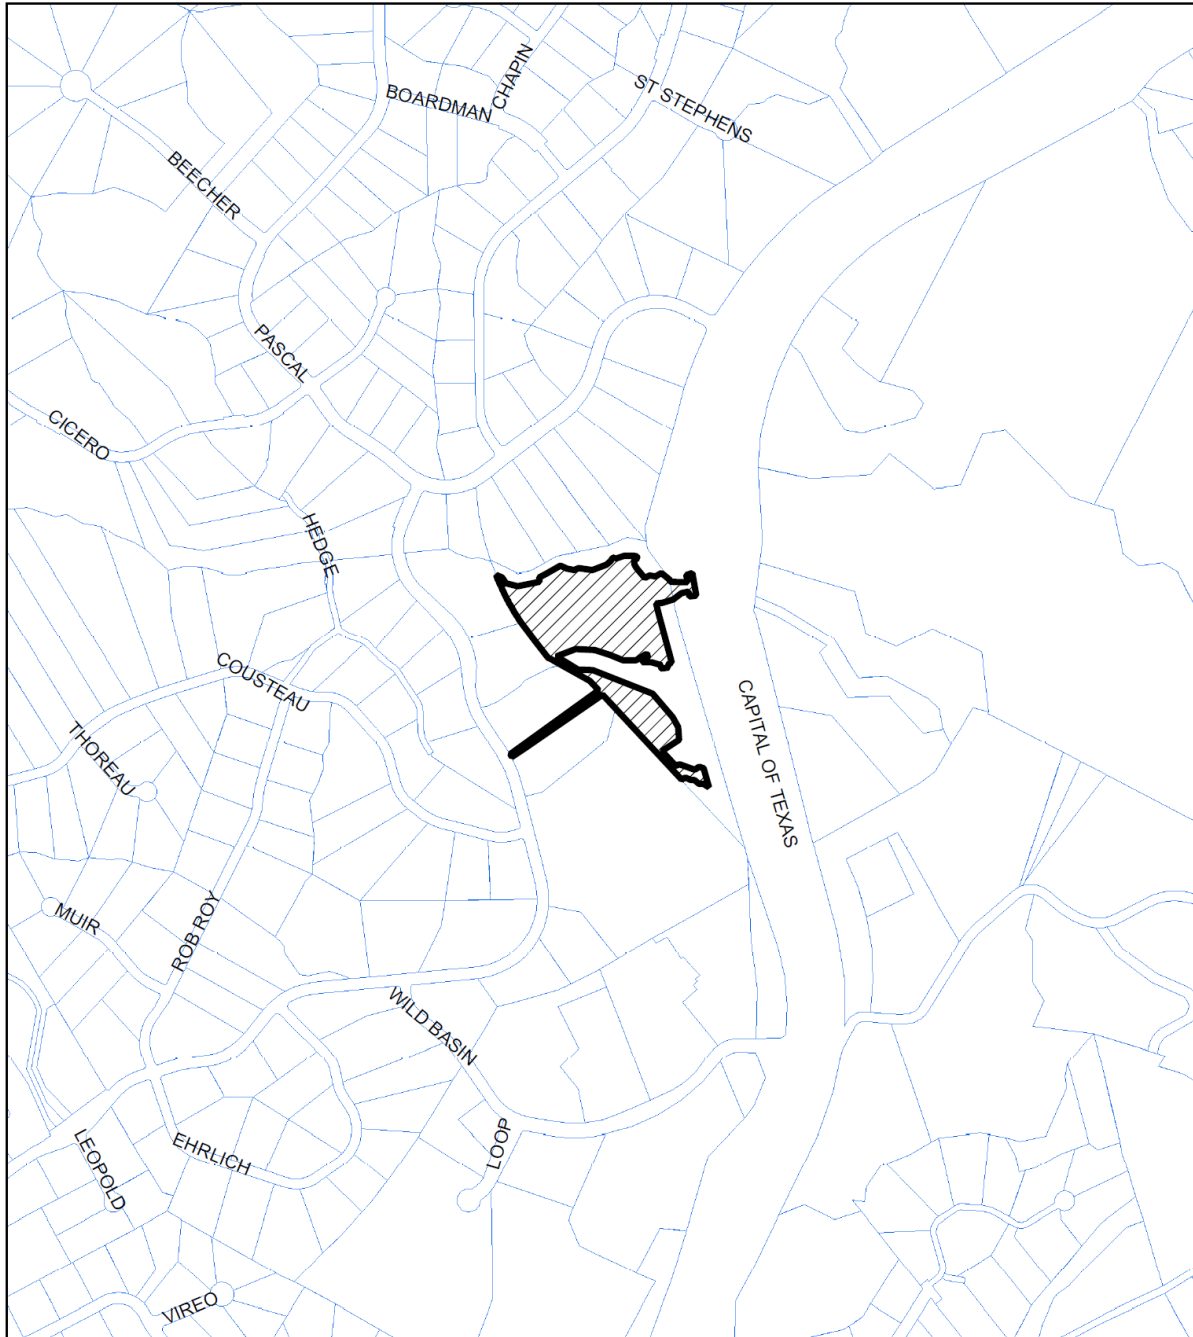 CHAPIN
BOARDMAN
ST STEPHENS
BEECHER
PASCAL
CICERO
HEDGE
COUSTEAU
THOREAU
CAPITAL OF TEXAS
MUIR
ROB ROY
WILD BASIN
LOOP
EHRLICH
LEOPOLD
VIREO